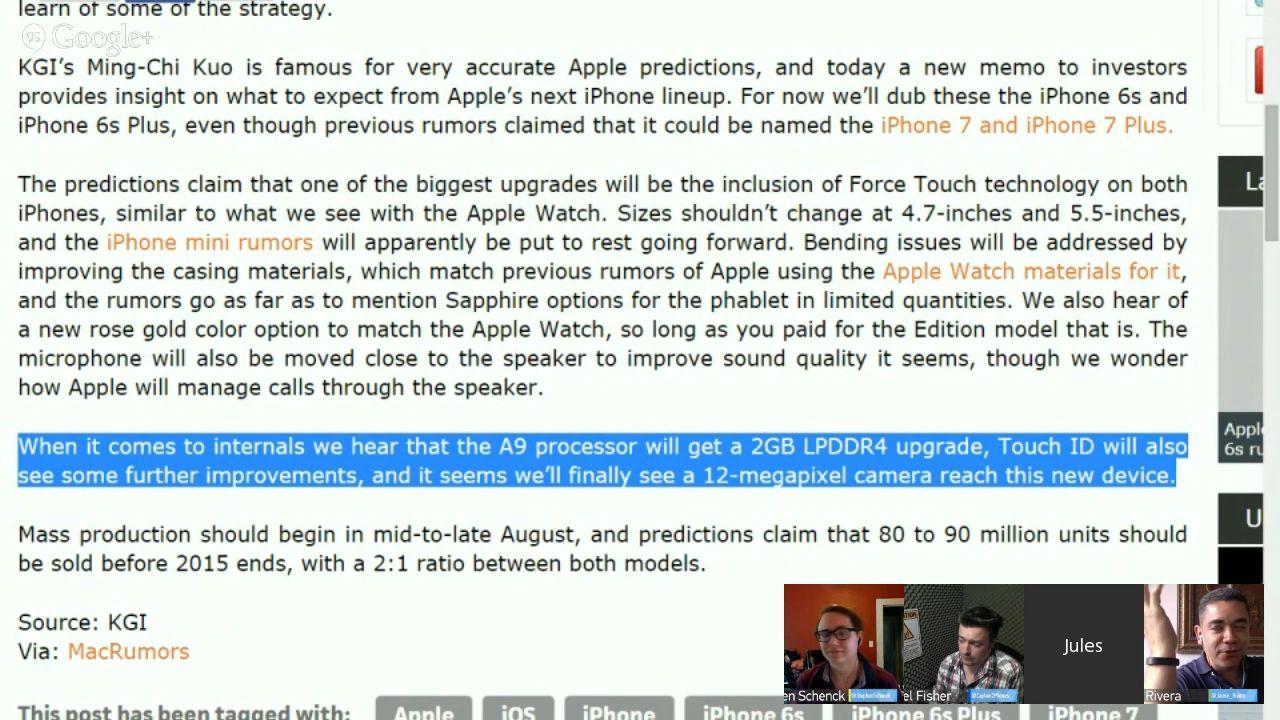 learn of some of the strategy.
Google+
KGI's Ming-Chi Kuo is famous for very accurate Apple predictions, and today a new memo to investors
provides insight on what to expect from Apple's next iPhone lineup. For now we'll dub these the iPhone 6s and
iPhone 6s Plus, even though previous rumors claimed that it could be named the iPhone 7 and iPhone 7 Plus.
The predictions claim that one of the biggest upgrades will be the inclusion of Force Touch technology on both
iPhones, similar to what we see with the Apple Watch. Sizes shouldn't change at 4.7-inches and 5.5-inches,
and the iPhone mini rumors will apparently be put to rest going forward. Bending issues will be addressed by
improving the casing materials, which match previous rumors of Apple using the Apple Watch materials for it,
and the rumors go as far as to mention Sapphire options for the phablet in limited quantities. We also hear of
a new rose gold color option to match the Apple Watch, so long as you paid for the Edition model that is. The
microphone will also be moved close to the speaker to improve sound quality it seems, though we wonder
how Apple will manage calls through the speaker.
When it comes to internals we hear that the A9 processor will get a 2GB LPDDR4 upgrade, Touch ID will also
see some further improvements, and it seems we'll finally see a 12-megapixel camera reach this new device.
Mass production should begin in mid-to-late August, and predictions claim that 80 to 90 million units should
be sold before 2015 ends, with a 2:1 ratio between both models.
Source: KGI
Via: MacRumors
This post has been tagged with: Apple iOS iPhone iPhone 6s iPhone 6s Plus iPhone 7
La
Appl
6s ru
U
en Schenck
el Fisher
Jules
Rivera